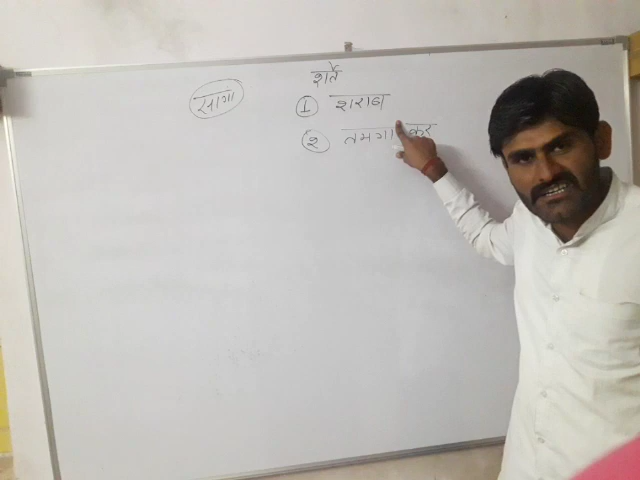 सांगा
शर्ते
1 शराब
२ तमगा कर